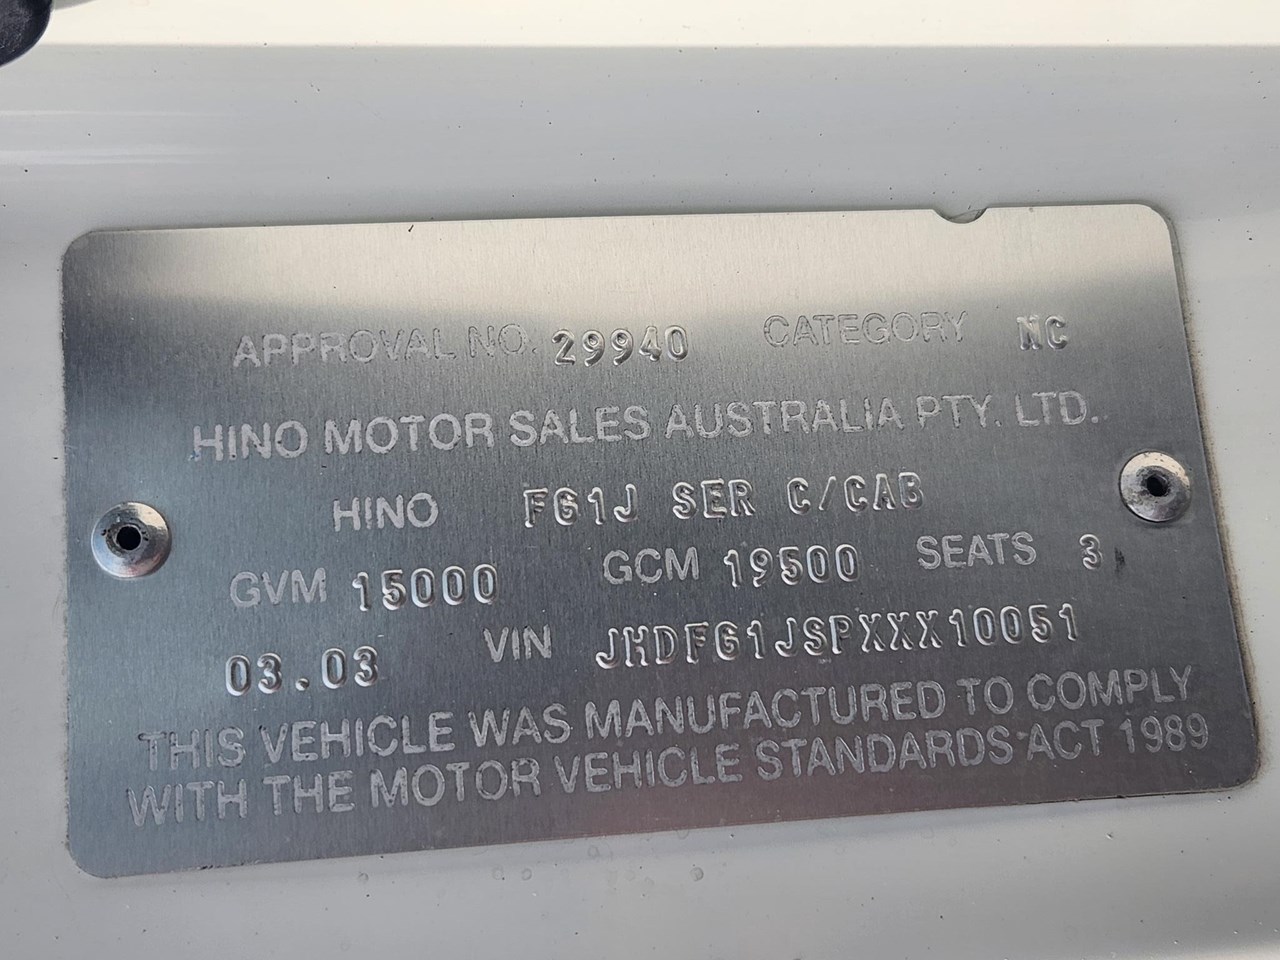 APPROVAL NO. 29940 CATEGORY NC
HINO MOTOR SALES AUSTRALIA PTY. LTD.
HINO FG1J SER C/CAB
GVM 15000 GCM 19500 SEATS 3
03.03 VIN JHDFG1JSPXXX10051
THIS VEHICLE WAS MANUFACTURED TO COMPLY
WITH THE MOTOR VEHICLE STANDARDS ACT 1989